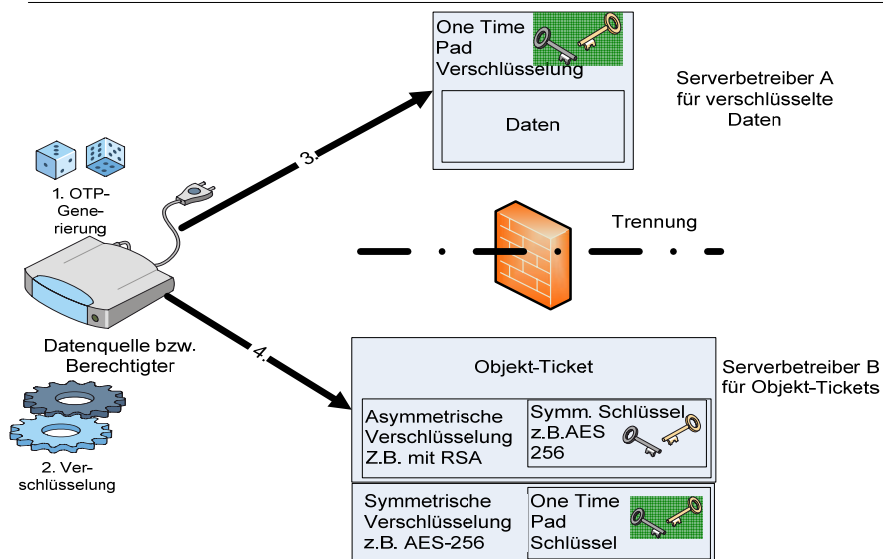 One Time
Pad
Verschlüsselung
Daten
Serverbetreiber A
für verschlüsselte
Daten
3.
1. OTP-
Gene-
rierung
Trennung
Datenquelle bzw.
Berechtigter
4.
2. Ver-
schlüsselung
Objekt-Ticket
Serverbetreiber B
für Objekt-Tickets
Asymmetrische
Verschlüsselung
Z.B. mit RSA
Symm. Schlüssel
z.B.AES
256
Symmetrische
Verschlüsselung
z.B. AES-256
One Time
Pad
Schlüssel